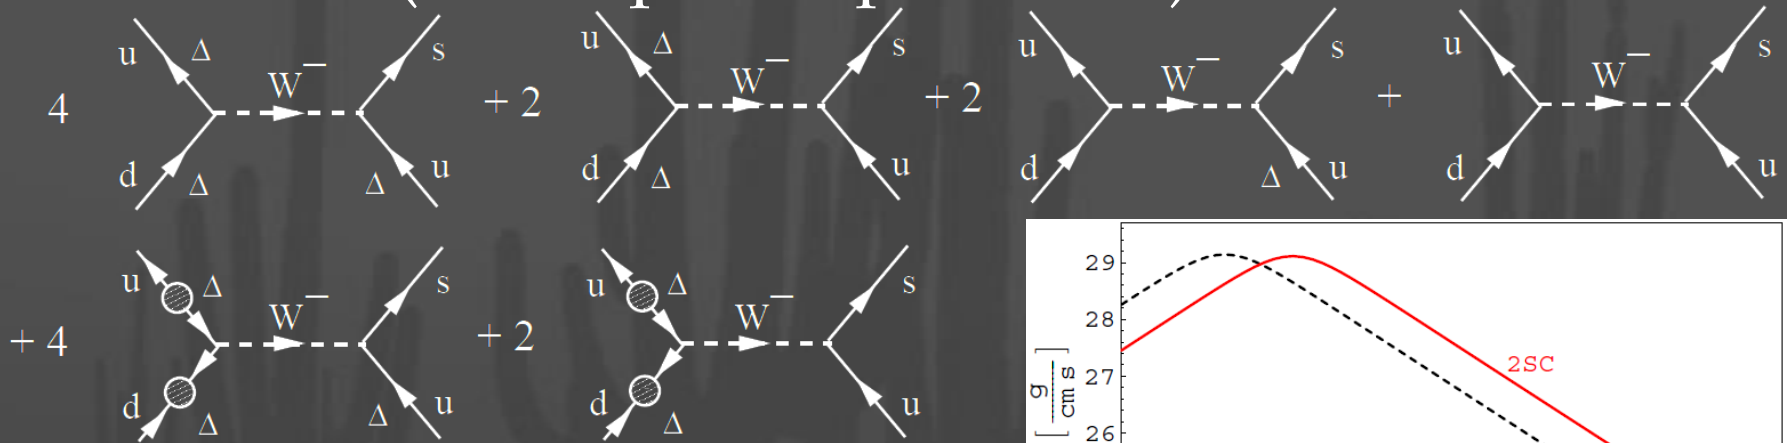 u Δ s u Δ s u s u s
4 W⁻ + 2 W⁻ + 2 W⁻ + W⁻
d Δ Δ u d Δ u d Δ u d u
u Δ s u Δ s
+ 4 W⁻ + 2 W⁻
d Δ Δ u d Δ u
29
28
27
26
2SC
[ g / cm s ]